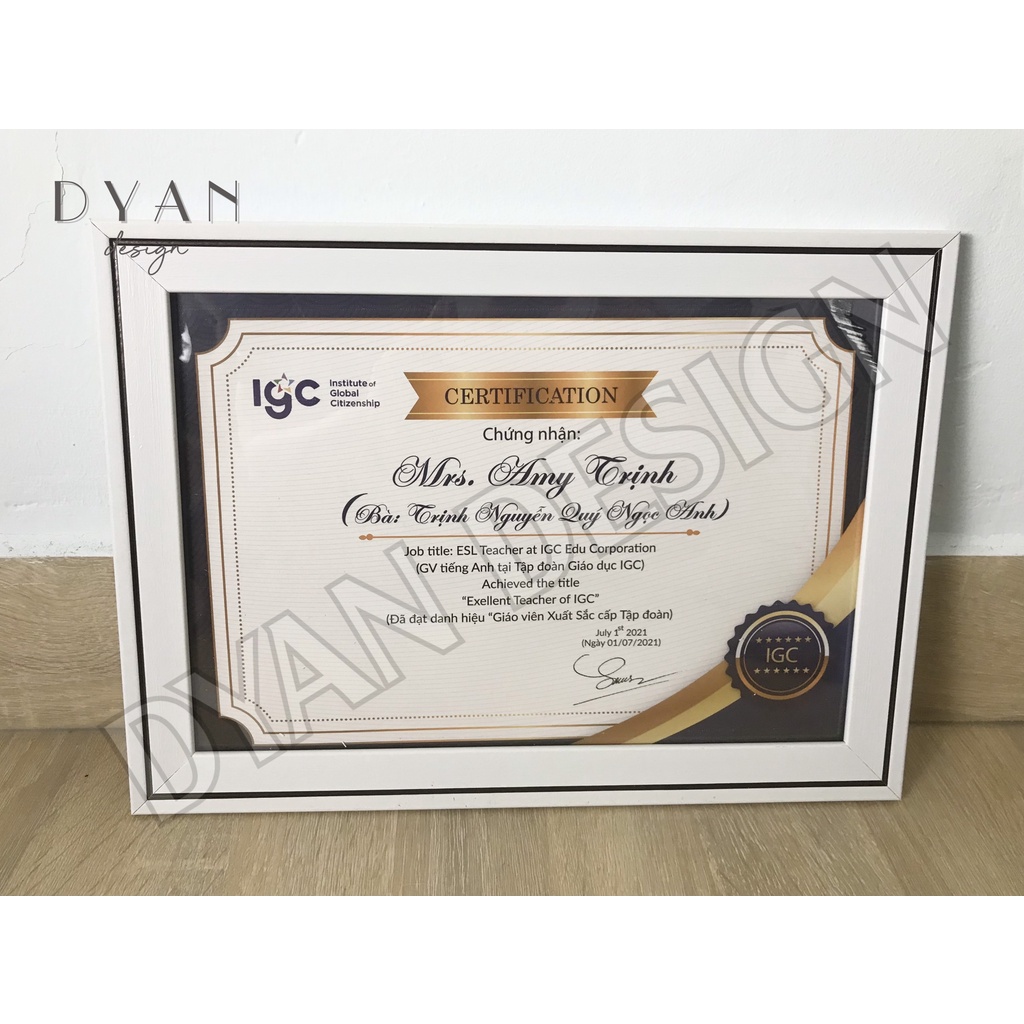 DYAN
design
IGC Institute of
Global
Citizenship
CERTIFICATION
Chứng nhận:
Mrs. Amy Trịnh
(Bà: Trịnh Nguyễn Quý Ngọc Anh)
Job title: ESL Teacher at IGC Edu Corporation
(GV tiếng Anh tại Tập đoàn Giáo dục IGC)
Achieved the title
“Exellent Teacher of IGC”
(Đã đạt danh hiệu “Giáo viên Xuất Sắc cấp Tập đoàn)
July 1st 2021
(Ngày 01/07/2021)
IGC
DYAN DESIGN